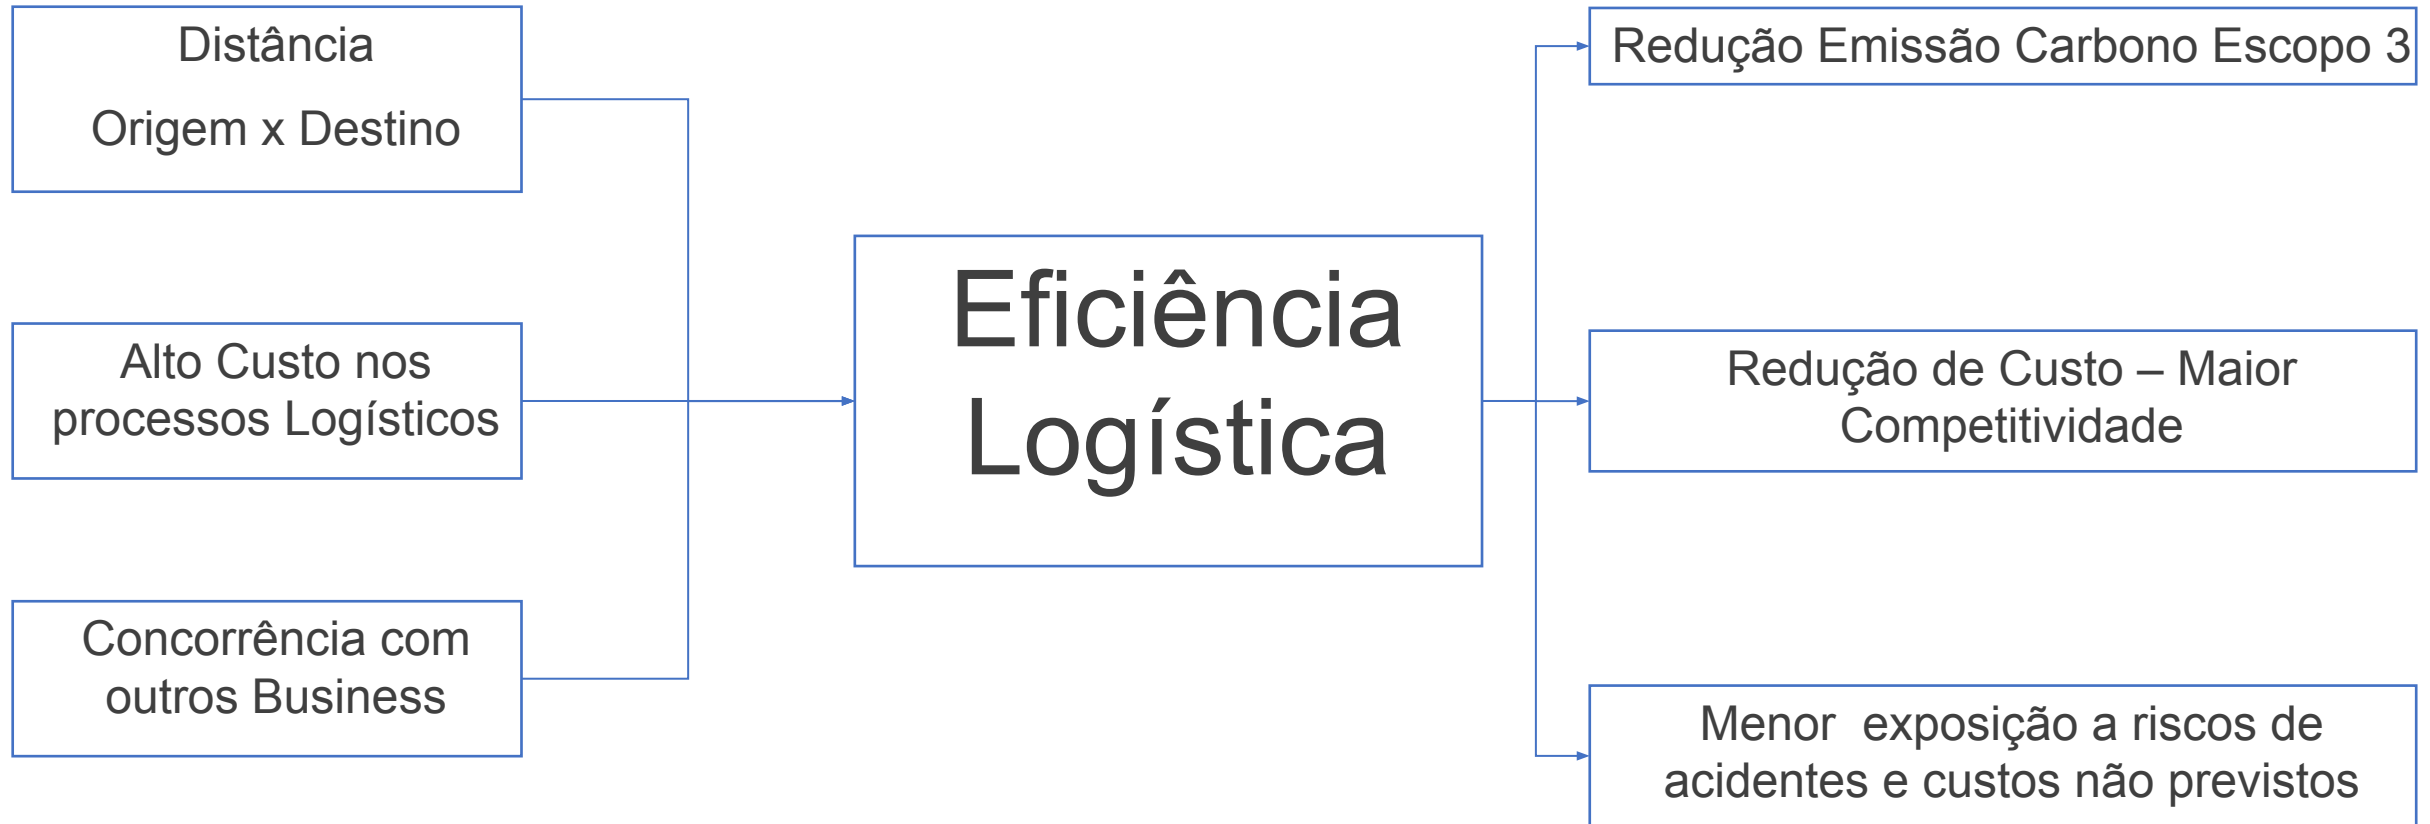 Distância
Origem x Destino
Alto Custo nos
processos Logísticos
Concorrência com
outros Business
Eficiência
Logística
Redução Emissão Carbono Escopo 3
Redução de Custo – Maior
Competitividade
Menor  exposição a riscos de
acidentes e custos não previstos